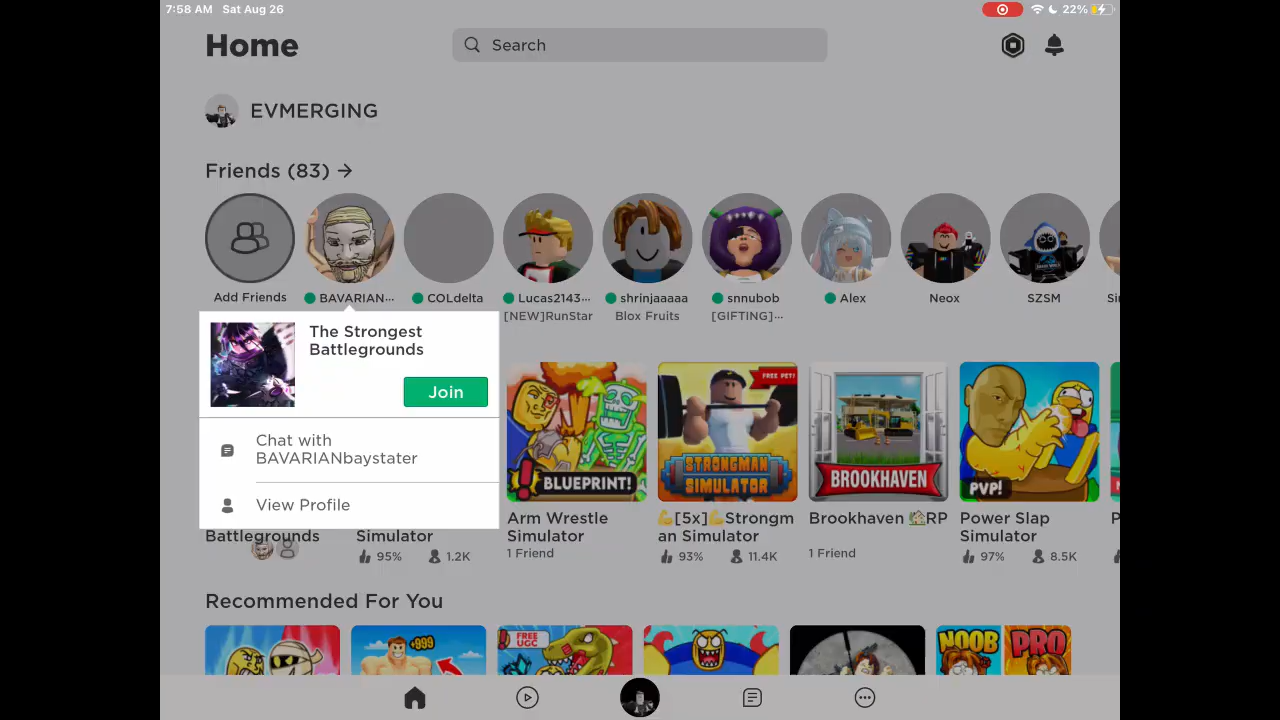 7:58 AM Sat Aug 26
22%
Home
Search
EVMERGING
Friends (83) →
Add Friends
BAVARIAN...
COLdelta
Lucas2143...
shrinjaaaaa
snnubob
Alex
Neox
SZSM
[NEW]RunStar
Blox Fruits
[GIFTING]...
The Strongest
Battlegrounds
Join
Chat with
BAVARIANbaystater
View Profile
BLUEPRINT!
FREE PET!
STRONGMAN
SIMULATOR
BROOKHAVEN
PVP!
Battlegrounds
Simulator
95% 1.2K
Arm Wrestle
Simulator
1 Friend
💪[5x]💪Strongm
an Simulator
93% 11.4K
Brookhaven 🏡RP
1 Friend
Power Slap
Simulator
97% 8.5K
Recommended For You
+999
FREE
UGC
NOOB
PRO